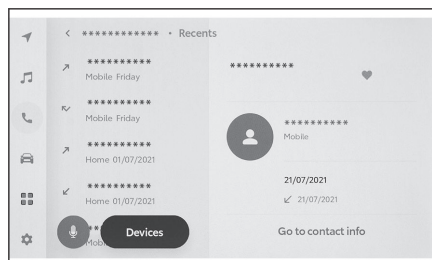 ************ • Recents
**********
Mobile Friday
**********
Mobile Friday
**********
Home 01/07/2021
**********
Home 01/07/2021
Devices
**********
**********
Mobile
21/07/2021
21/07/2021
Go to contact info